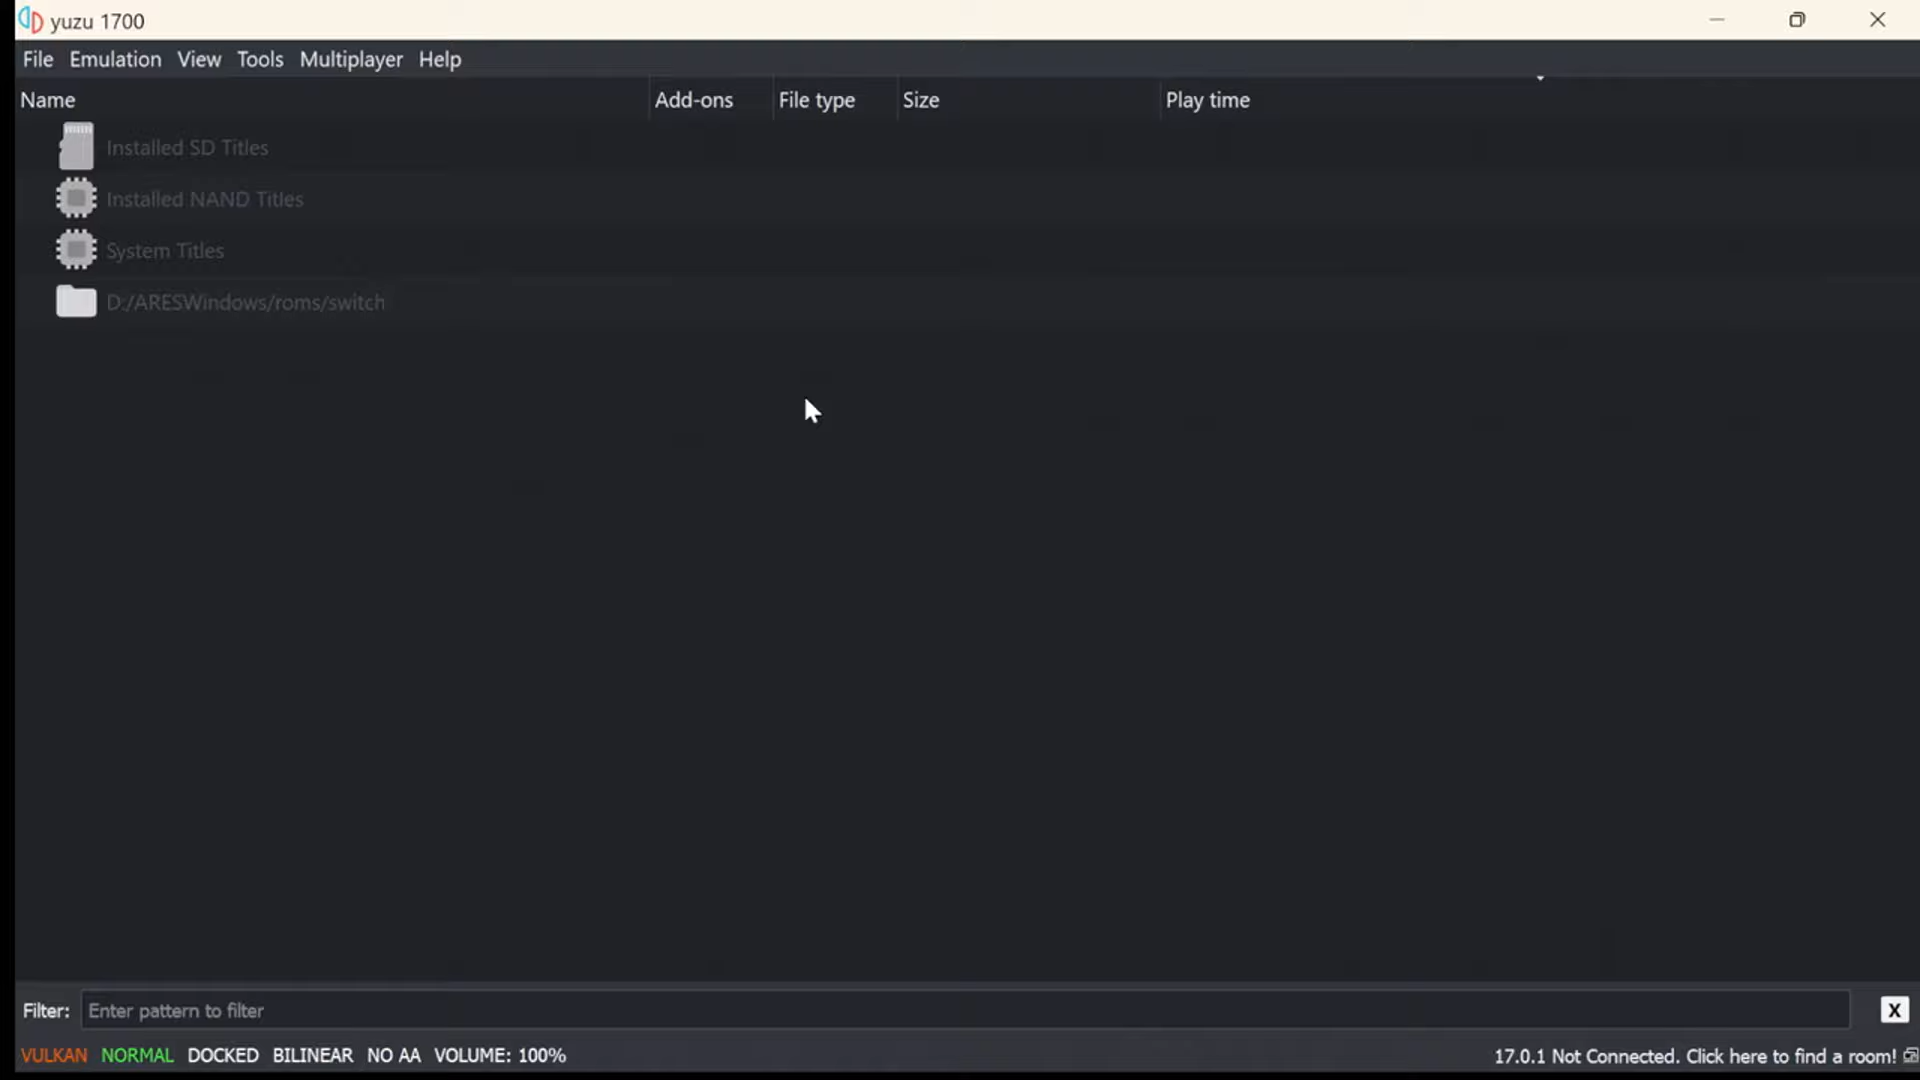 yuzu 1700
File Emulation View Tools Multiplayer Help
Name Add-ons File type Size Play time
Installed SD Titles
Installed NAND Titles
System Titles
D:/ARESWindows/roms/switch
Filter: Enter pattern to filter X
VULKAN NORMAL DOCKED BILINEAR NO AA VOLUME: 100% 17.0.1 Not Connected. Click here to find a room!